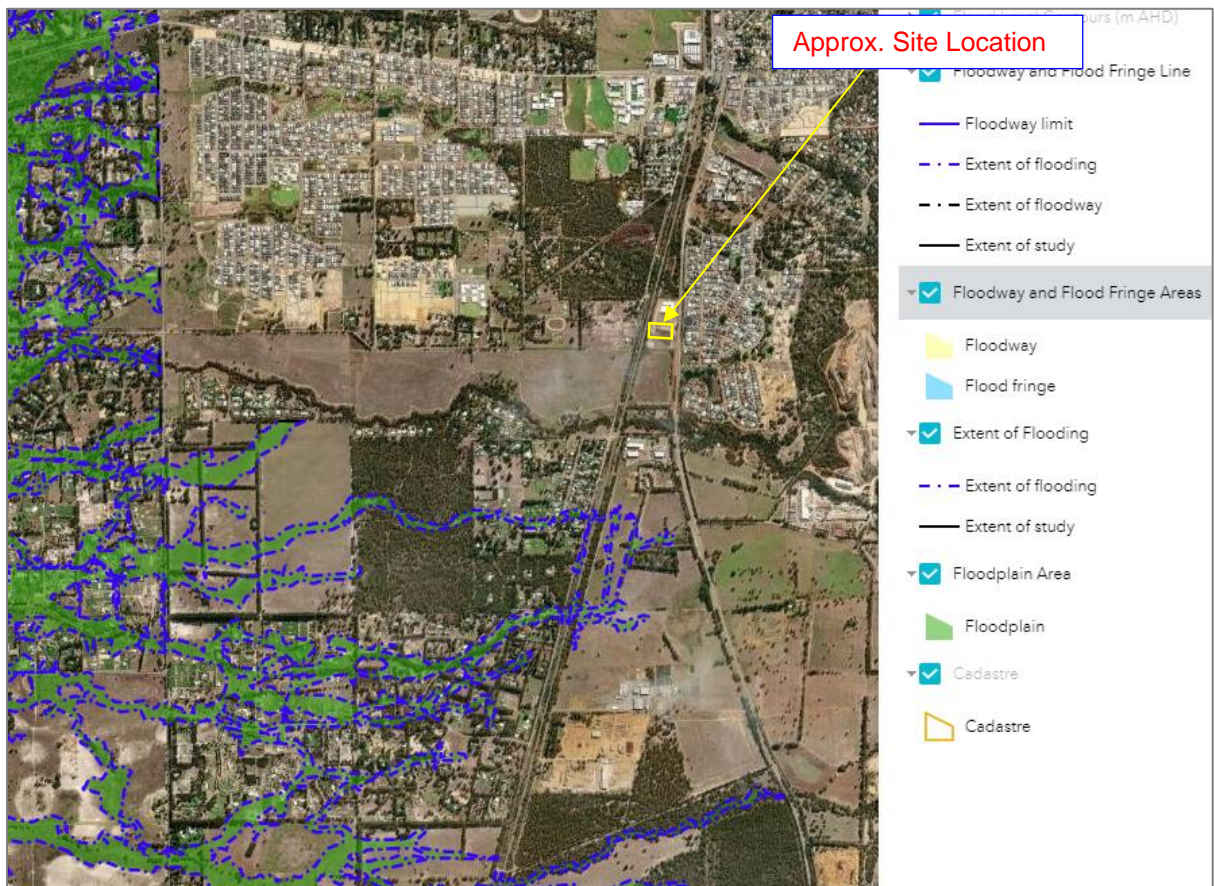 Contours (m AHD)
Approx. Site Location
Floodway and Flood Fringe Line
Floodway limit
Extent of flooding
Extent of floodway
Extent of study
Floodway and Flood Fringe Areas
Floodway
Flood fringe
Extent of Flooding
Extent of flooding
Extent of study
Floodplain Area
Floodplain
Cadastre
Cadastre